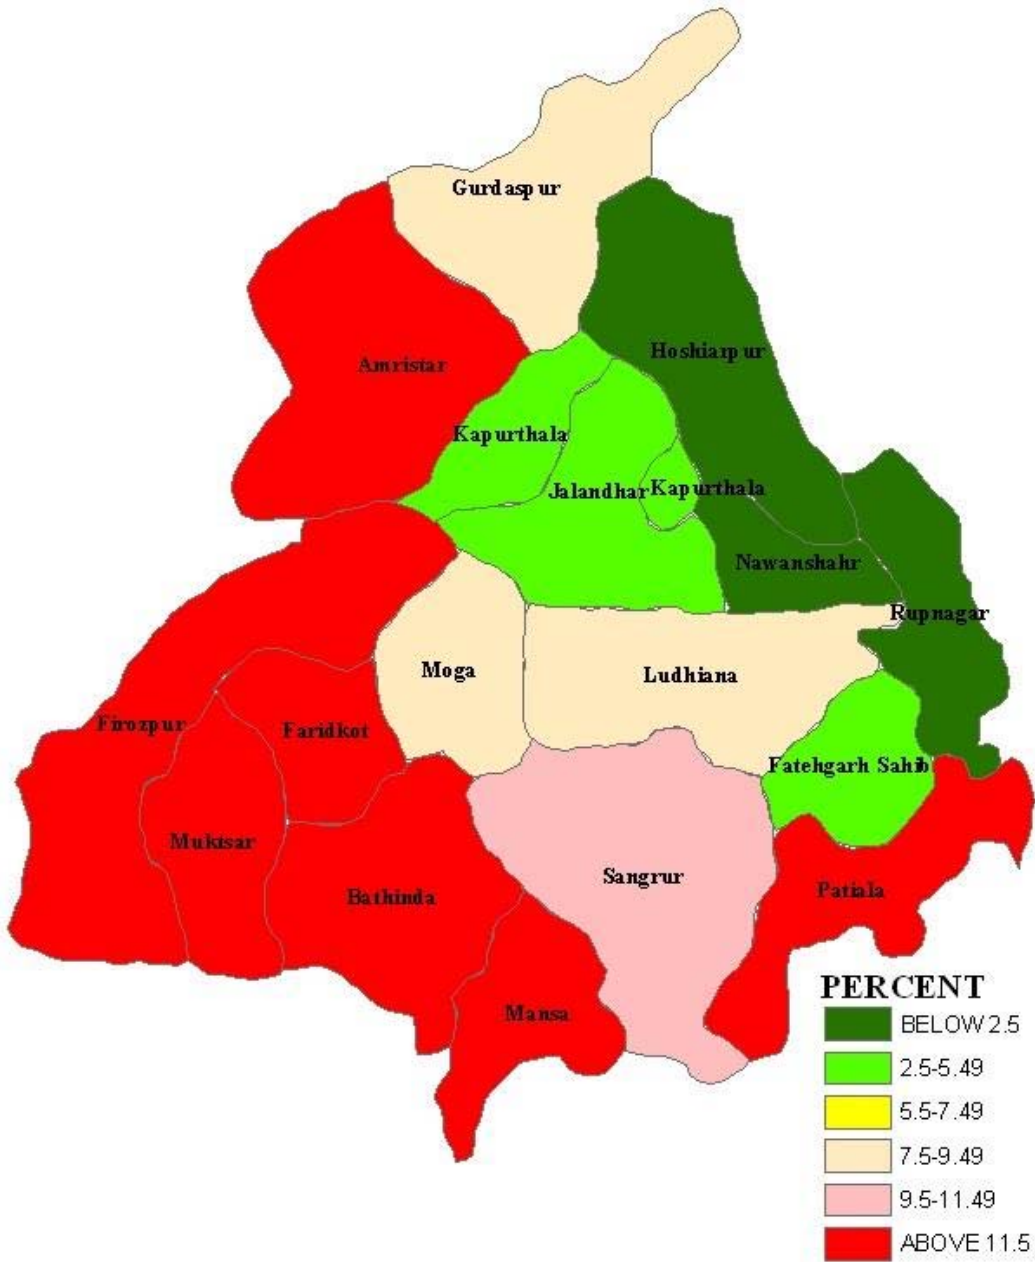 Gurdaspur
Hoshiarpur
Amristar
Kapurthala
Jalandhar
Kapurthala
Nawanshahr
Rupnagar
Moga
Ludhiana
Firozpur
Faridkot
Fatehgarh Sahib
Muktsar
Bathinda
Sangrur
Patiala
Mansa
PERCENT
BELOW 2.5
2.5-5.49
5.5-7.49
7.5-9.49
9.5-11.49
ABOVE 11.5